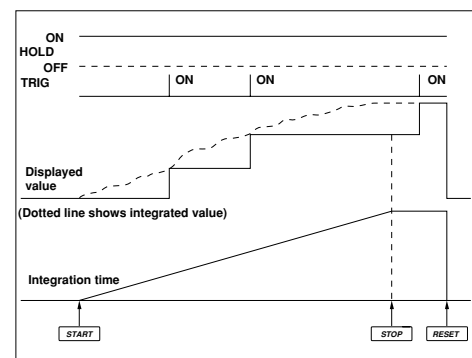 ON
HOLD
OFF
TRIG ON ON ON
Displayed
value
(Dotted line shows integrated value)
Integration time
START STOP RESET